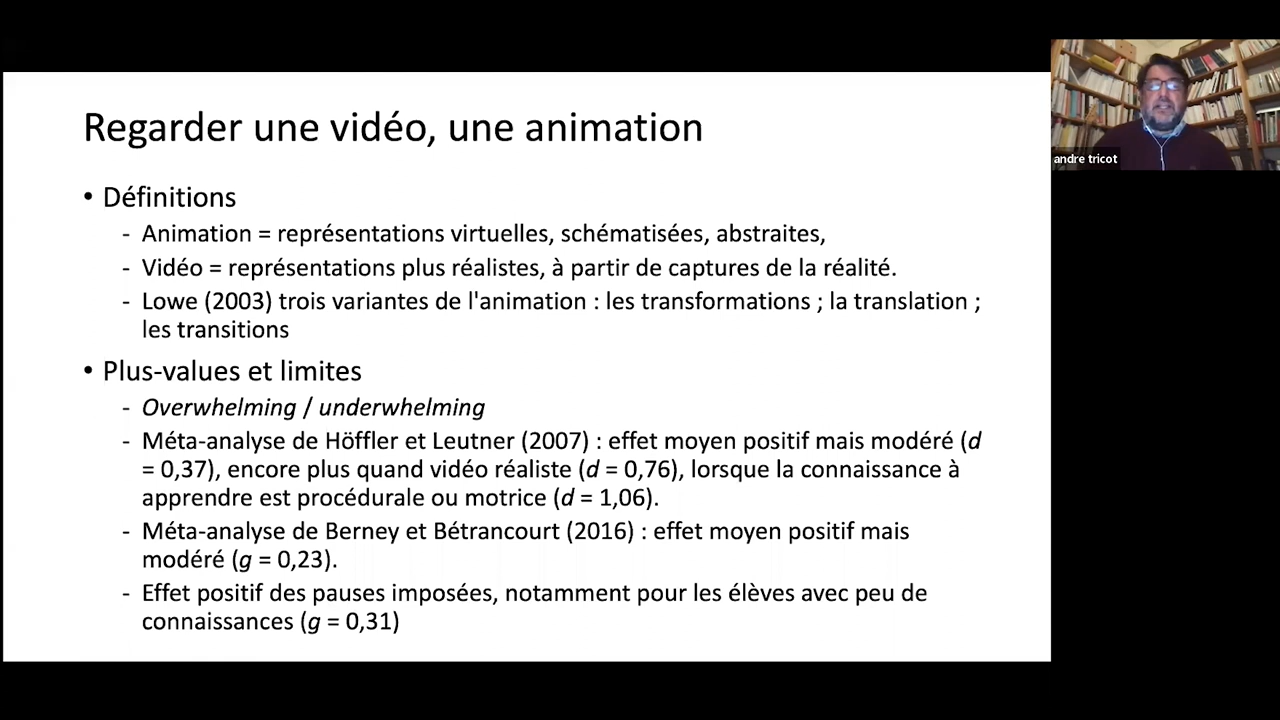 Regarder une vidéo, une animation
• Définitions
- Animation = représentations virtuelles, schématisées, abstraites,
- Vidéo = représentations plus réalistes, à partir de captures de la réalité.
- Lowe (2003) trois variantes de l'animation : les transformations ; la translation ;
les transitions
• Plus-values et limites
- Overwhelming / underwhelming
- Méta-analyse de Höffler et Leutner (2007) : effet moyen positif mais modéré (d
= 0,37), encore plus quand vidéo réaliste (d = 0,76), lorsque la connaissance à
apprendre est procédurale ou motrice (d = 1,06).
- Méta-analyse de Berney et Bétrancourt (2016) : effet moyen positif mais
modéré (g = 0,23).
- Effet positif des pauses imposées, notamment pour les élèves avec peu de
connaissances (g = 0,31)
andre tricot